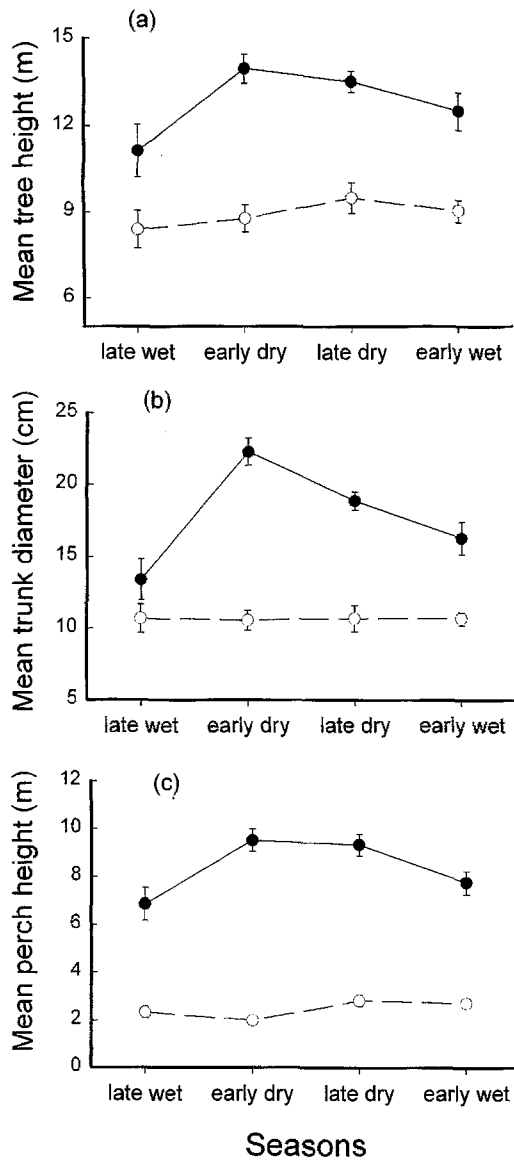 (a)
Mean tree height (m)
15
12
9
6
late wet early dry late dry early wet
(b)
Mean trunk diameter (cm)
25
20
15
10
5
late wet early dry late dry early wet
(c)
Mean perch height (m)
12
10
8
6
4
2
0
late wet early dry late dry early wet
Seasons